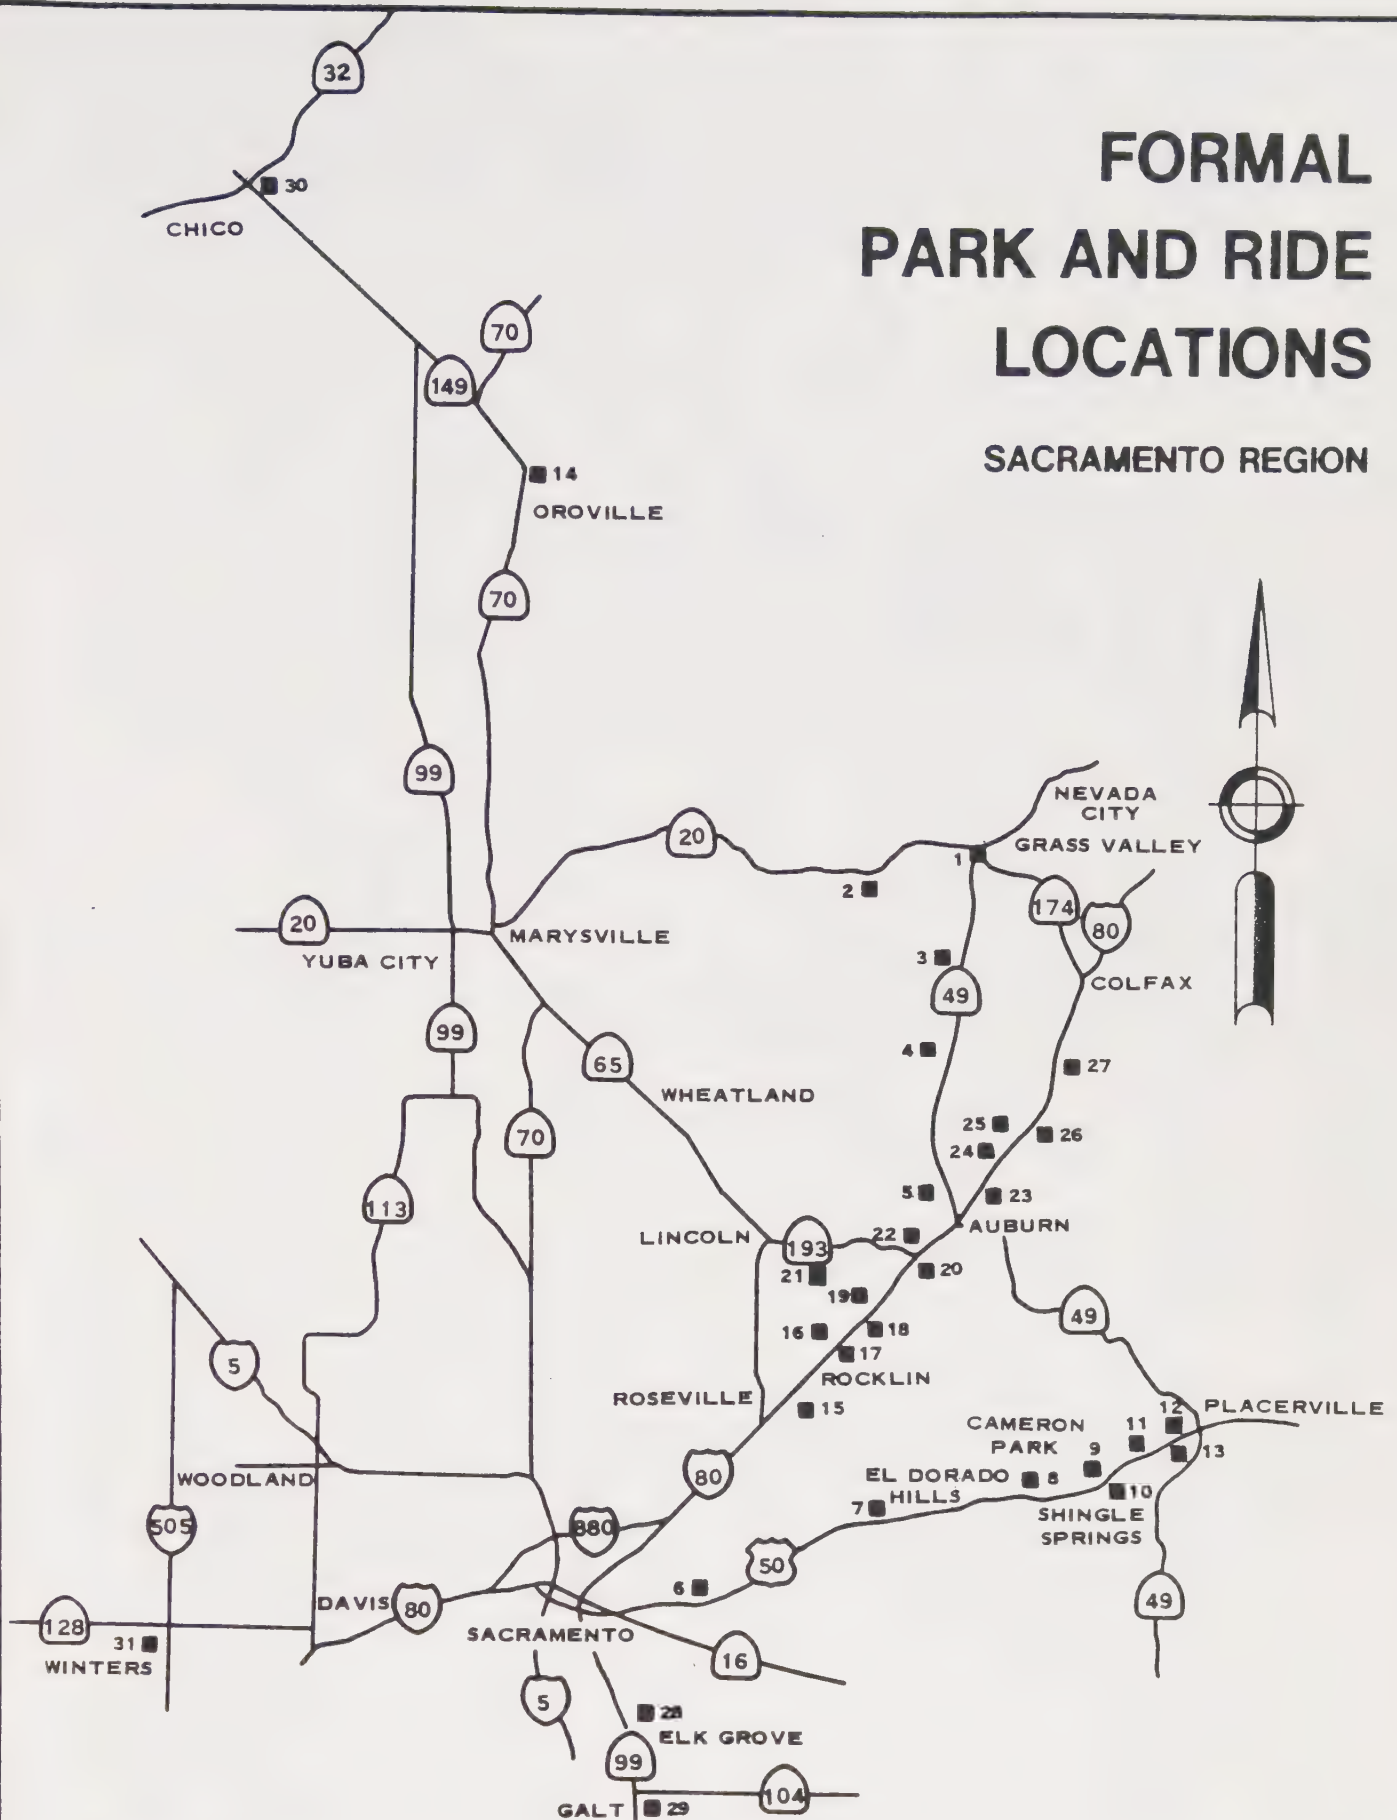 FORMAL
PARK AND RIDE
LOCATIONS
SACRAMENTO REGION
32
30
CHICO
70
149
14
OROVILLE
70
99
NEVADA
CITY
20
GRASS VALLEY
1
2
174
80
20
MARYSVILLE
YUBA CITY
3
COLFAX
49
99
4
65
27
WHEATLAND
70
25
26
24
113
5
23
AUBURN
LINCOLN
193
22
21
20
19
49
16
18
5
17
ROCKLIN
ROSEVILLE
15
12
PLACERVILLE
CAMERON
PARK
11
9
13
80
EL DORADO
HILLS
8
WOODLAND
10
7
SHINGLE
SPRINGS
505
880
50
6
DAVIS
80
49
128
SACRAMENTO
31
WINTERS
16
5
28
ELK GROVE
99
104
GALT
29